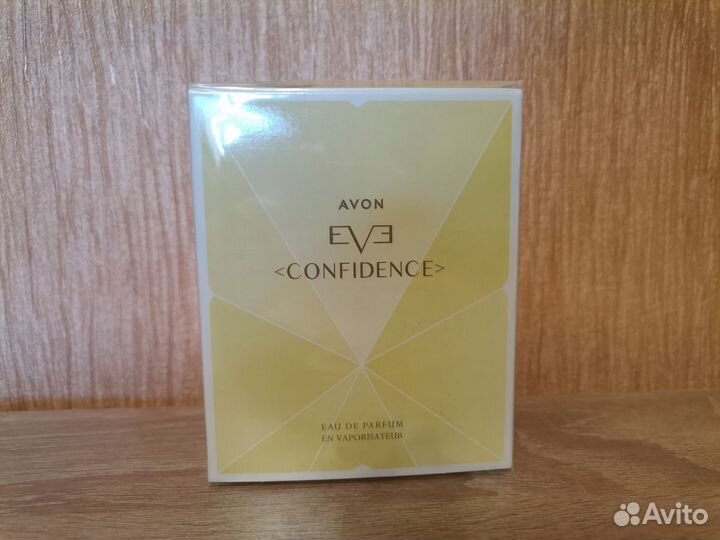 AVON
EVE
<CONFIDENCE>
EAU DE PARFUM
EN VAPORISATEUR
Avito